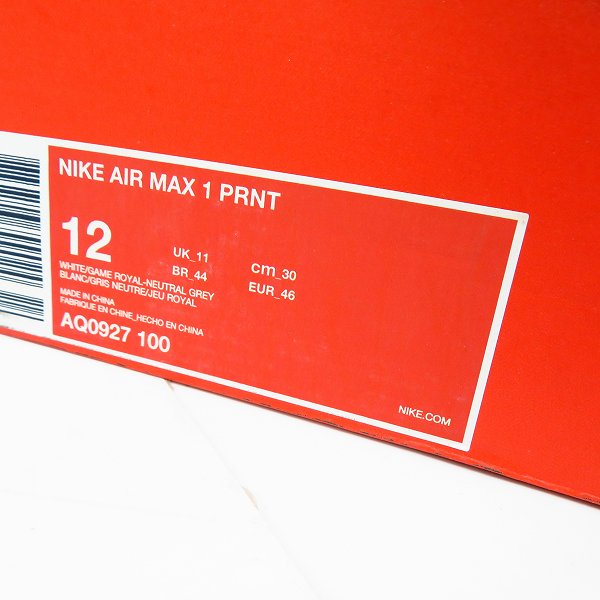 NIKE AIR MAX 1 PRNT
12
UK_11
cm_30
BR_44
EUR_46
WHITE/GAME ROYAL-NEUTRAL GREY
BLANC/GRIS NEUTRE/JEU ROYAL
MADE IN CHINA
FABRIQUE EN CHINE_HECHO EN CHINA
AQ0927 100
NIKE.COM